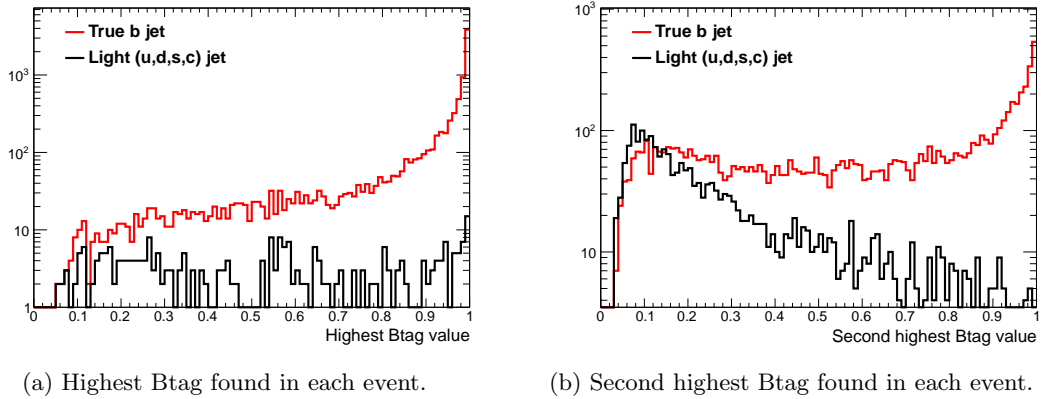 True b jet
Light (u,d,s,c) jet
10³
10²
10
1
0 0.1 0.2 0.3 0.4 0.5 0.6 0.7 0.8 0.9 1
Highest Btag value
(a) Highest Btag found in each event.
10³
True b jet
Light (u,d,s,c) jet
10²
10
0 0.1 0.2 0.3 0.4 0.5 0.6 0.7 0.8 0.9 1
Second highest Btag value
(b) Second highest Btag found in each event.